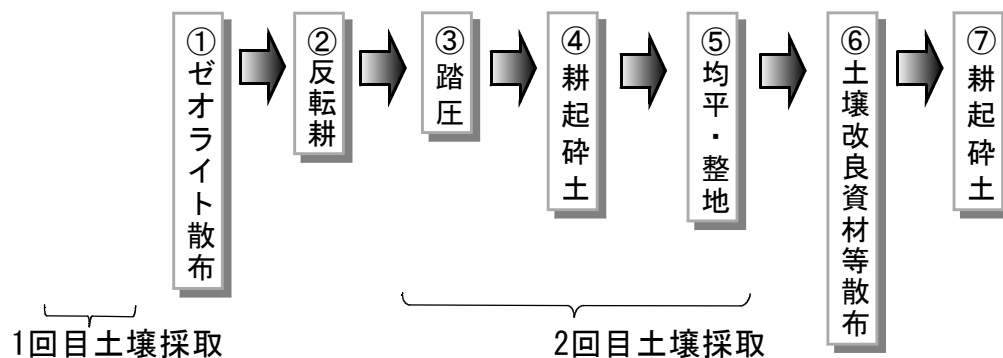 ①ゼオライト散布
②反転耕
③踏圧
④耕起砕土
⑤均平・整地
⑥土壌改良資材等散布
⑦耕起砕土
1回目土壌採取
2回目土壌採取